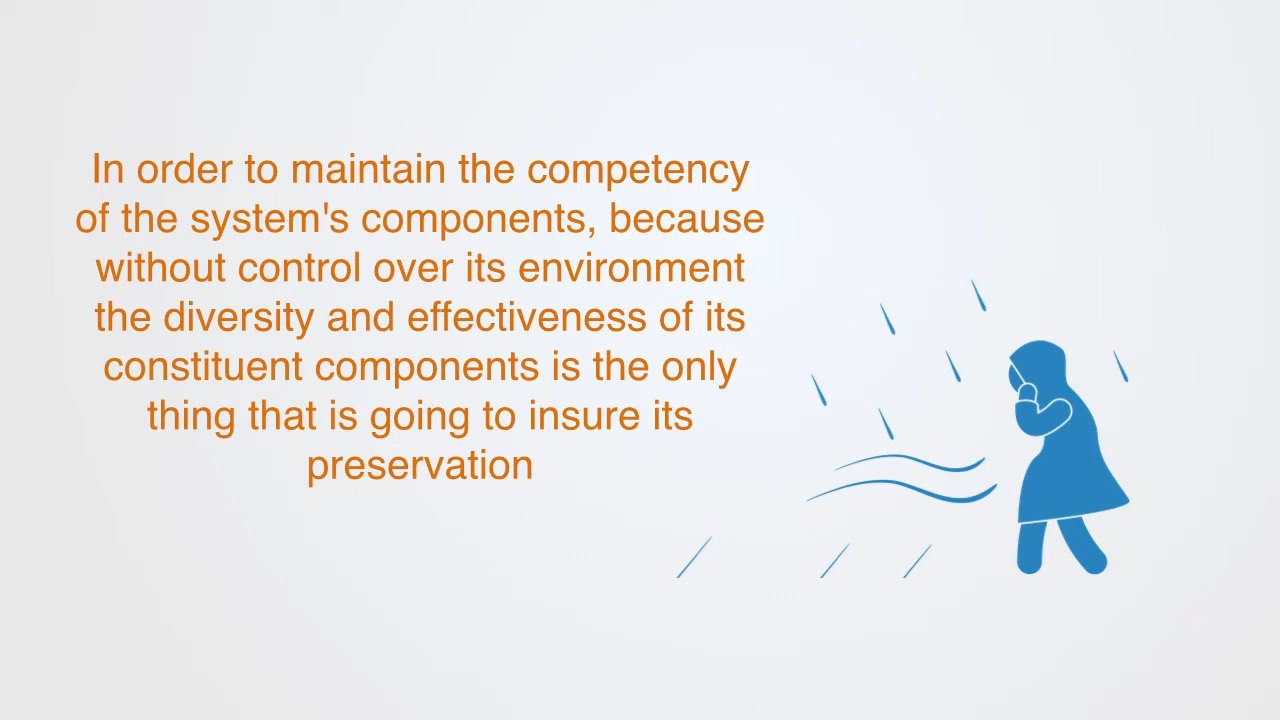 In order to maintain the competency
of the system's components, because
without control over its environment
the diversity and effectiveness of its
constituent components is the only
thing that is going to insure its
preservation